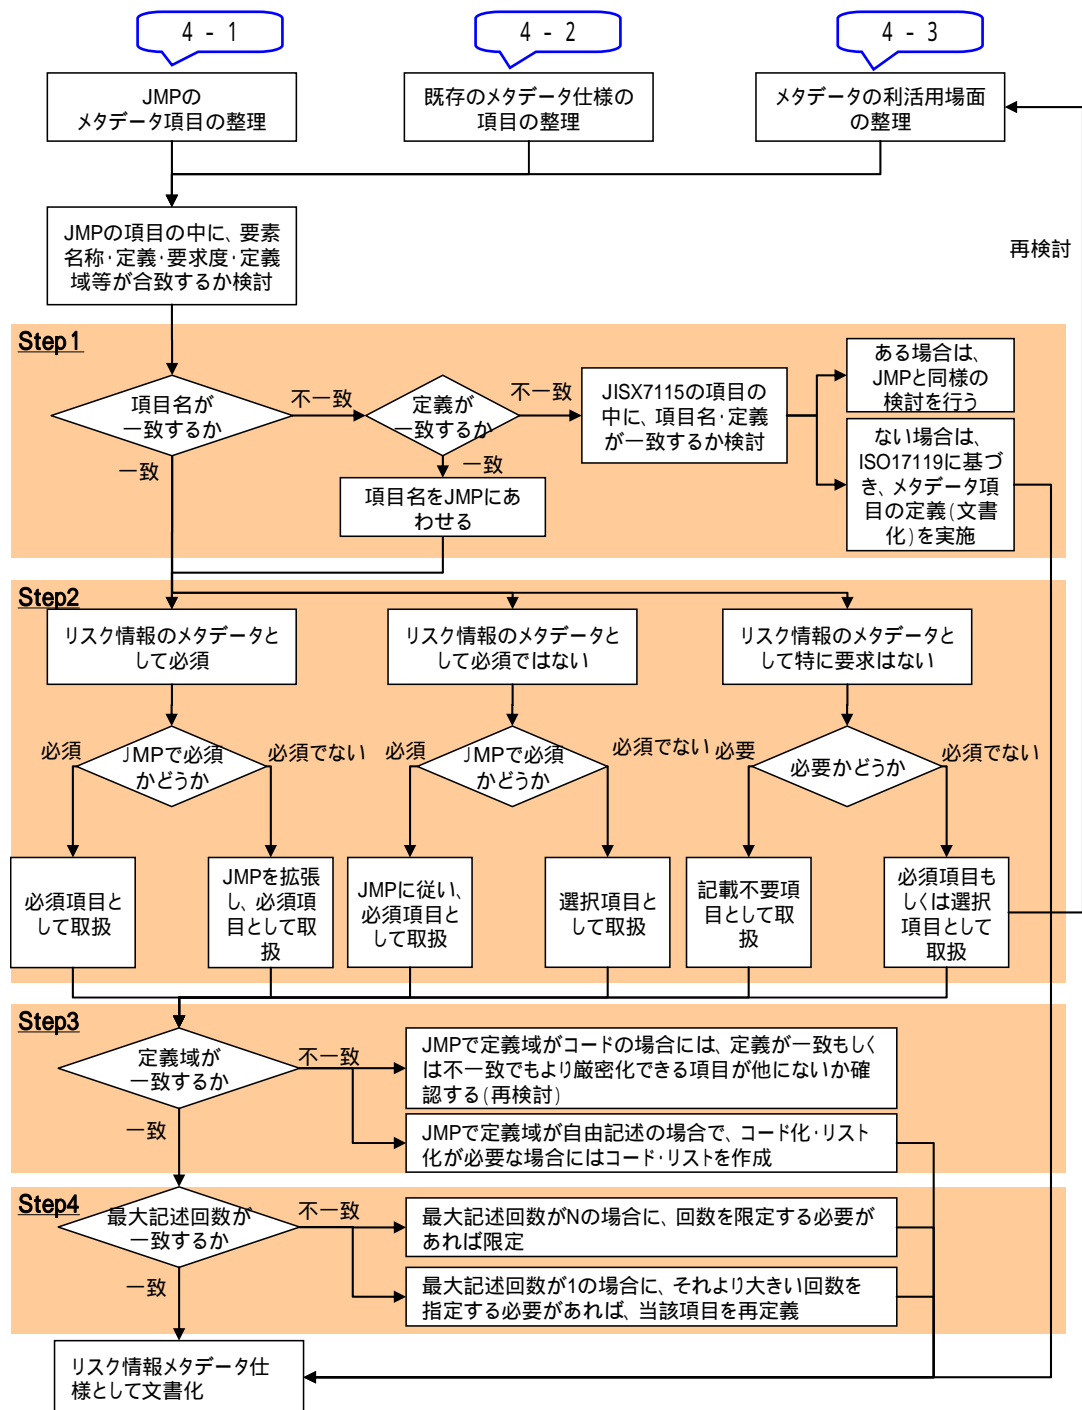 4 - 1
4 - 2
4 - 3
JMPの
メタデータ項目の整理
既存のメタデータ仕様の
項目の整理
メタデータの利活用場面
の整理
JMPの項目の中に、要素
名称・定義・要求度・定義
域等が合致するか検討
再検討
Step1
項目名が
一致するか
不一致
定義が
一致するか
不一致
JISX7115の項目の
中に、項目名・定義
が一致するか検討
ある場合は、
JMPと同様の
検討を行う
ない場合は、
ISO17119に基づ
き、メタデータ項
目の定義(文書
化)を実施
一致
一致
項目名をJMPにあ
わせる
Step2
リスク情報のメタデータと
して必須
リスク情報のメタデータと
して必須ではない
リスク情報のメタデータと
して特に要求はない
必須
JMPで必須
かどうか
必須でない
必須
JMPで必須
かどうか
必須でない
必要
必要かどうか
必須でない
必須項目と
して取扱
JMPを拡張
し、必須項
目として取
扱
JMPに従い、
必須項目と
して取扱
選択項目と
して取扱
記載不要項
目として取
扱
必須項目も
しくは選択
項目として
取扱
Step3
定義域が
一致するか
不一致
JMPで定義域がコードの場合には、定義が一致もしく
は不一致でもより厳密化できる項目が他にないか確
認する(再検討)
一致
JMPで定義域が自由記述の場合で、コード化・リスト
化が必要な場合にはコード・リストを作成
Step4
最大記述回数が
一致するか
不一致
最大記述回数がNの場合に、回数を限定する必要が
あれば限定
一致
最大記述回数が1の場合に、それより大きい回数を
指定する必要があれば、当該項目を再定義
リスク情報メタデータ仕
様として文書化